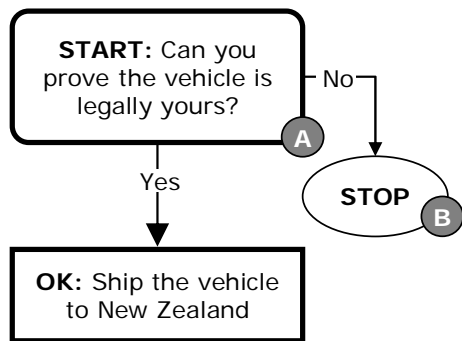 START: Can you
prove the vehicle is
legally yours?
No
A
Yes
STOP
B
OK: Ship the vehicle
to New Zealand